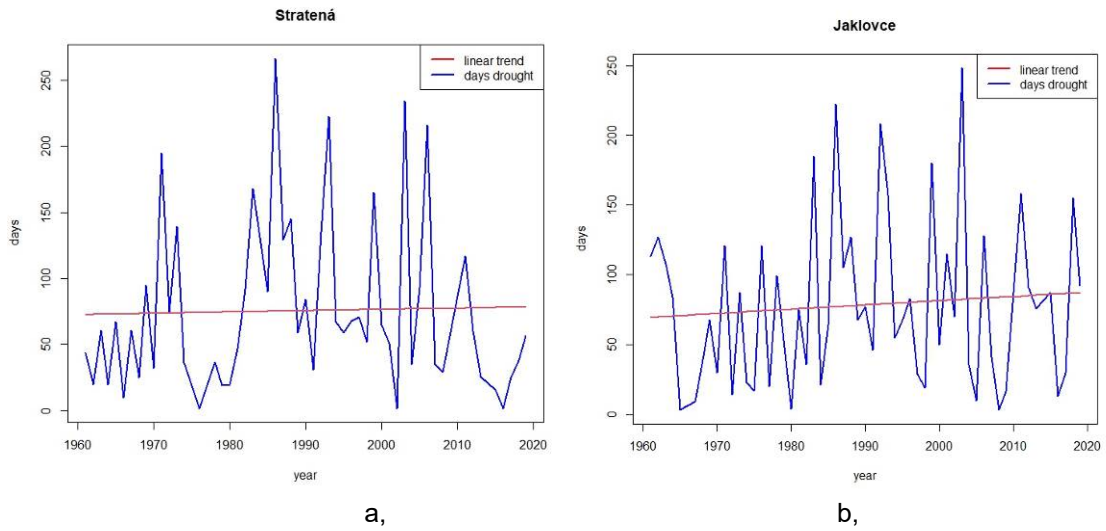 Stratená
linear trend
days drought
days
250
200
150
100
50
0
1960 1970 1980 1990 2000 2010 2020
year
a,
Jaklovce
linear trend
days drought
days
250
200
150
100
50
0
1960 1970 1980 1990 2000 2010 2020
year
b,